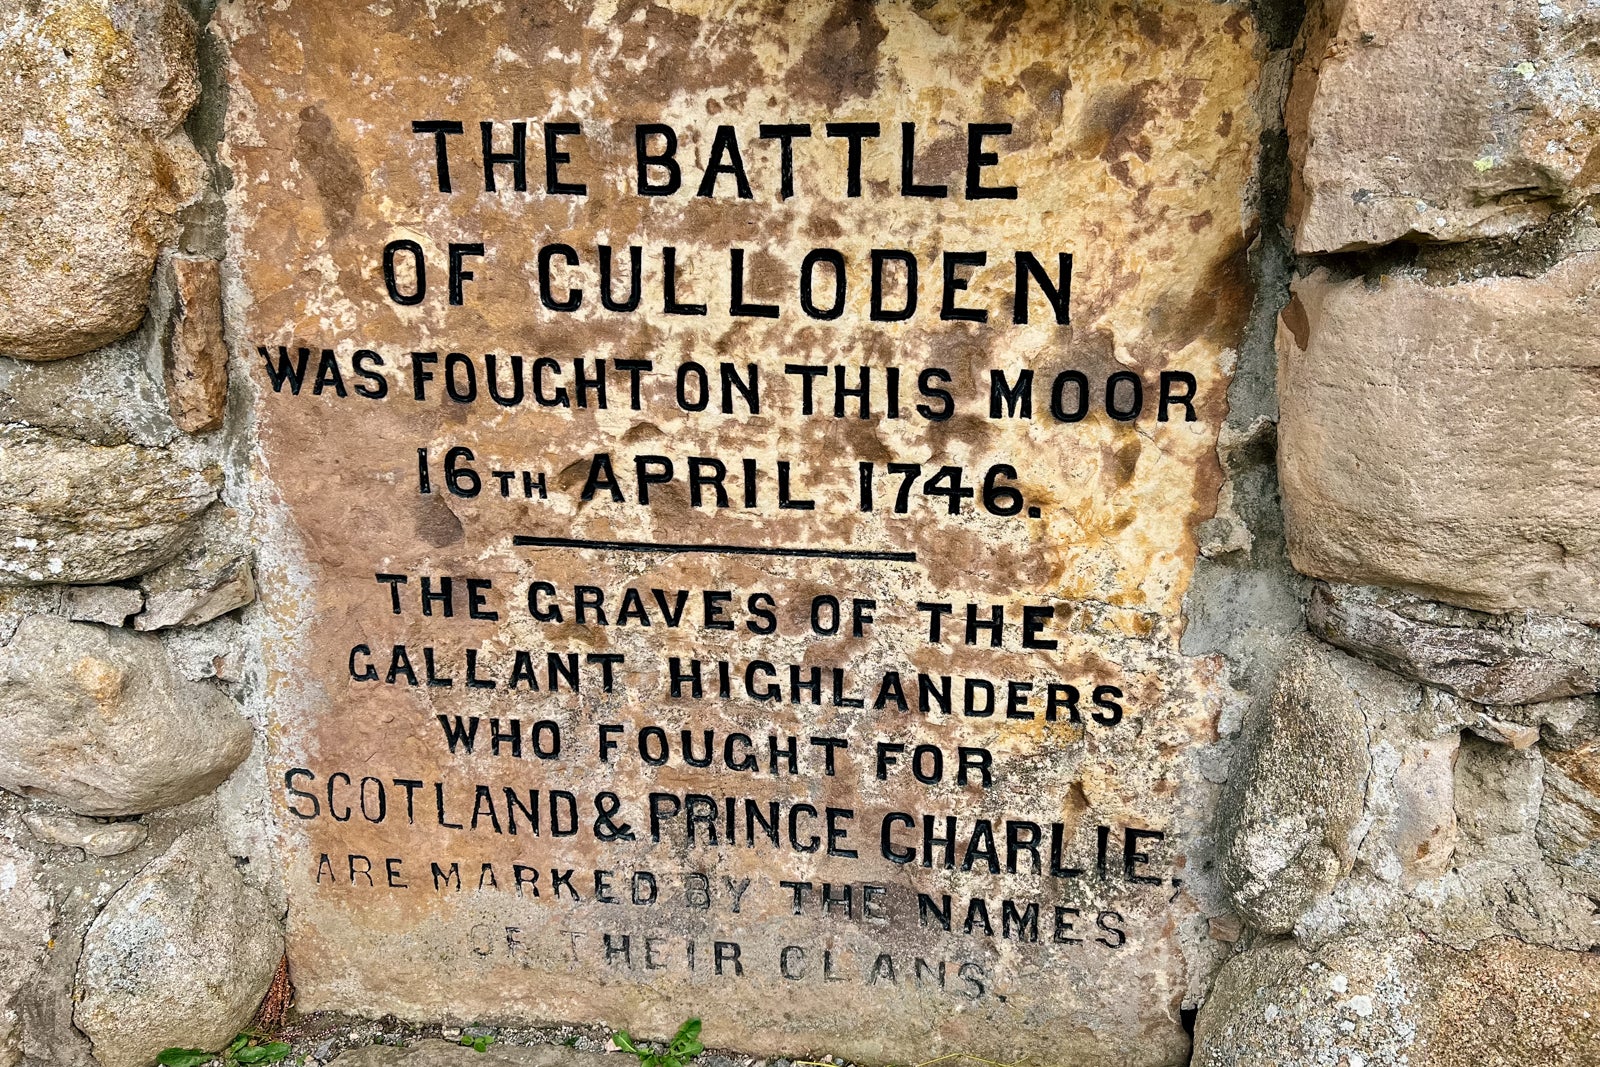 THE BATTLE
OF CULLODEN
WAS FOUGHT ON THIS MOOR
16TH APRIL 1746.
THE GRAVES OF THE
GALLANT HIGHLANDERS
WHO FOUGHT FOR
SCOTLAND & PRINCE CHARLIE,
ARE MARKED BY THE NAMES
OF THEIR CLANS.